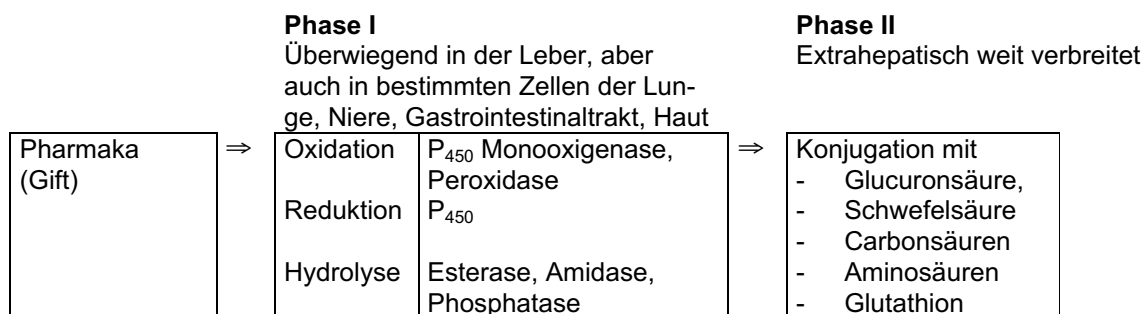 Phase I
Überwiegend in der Leber, aber
auch in bestimmten Zellen der Lun-
ge, Niere, Gastrointestinaltrakt, Haut
Phase II
Extrahepatisch weit verbreitet
Pharmaka
(Gift)
⇒
Oxidation
P450 Monooxigenase,
Peroxidase
Reduktion
P450
Hydrolyse
Esterase, Amidase,
Phosphatase
⇒
Konjugation mit
- Glucuronsäure,
- Schwefelsäure
- Carbonsäuren
- Aminosäuren
- Glutathion